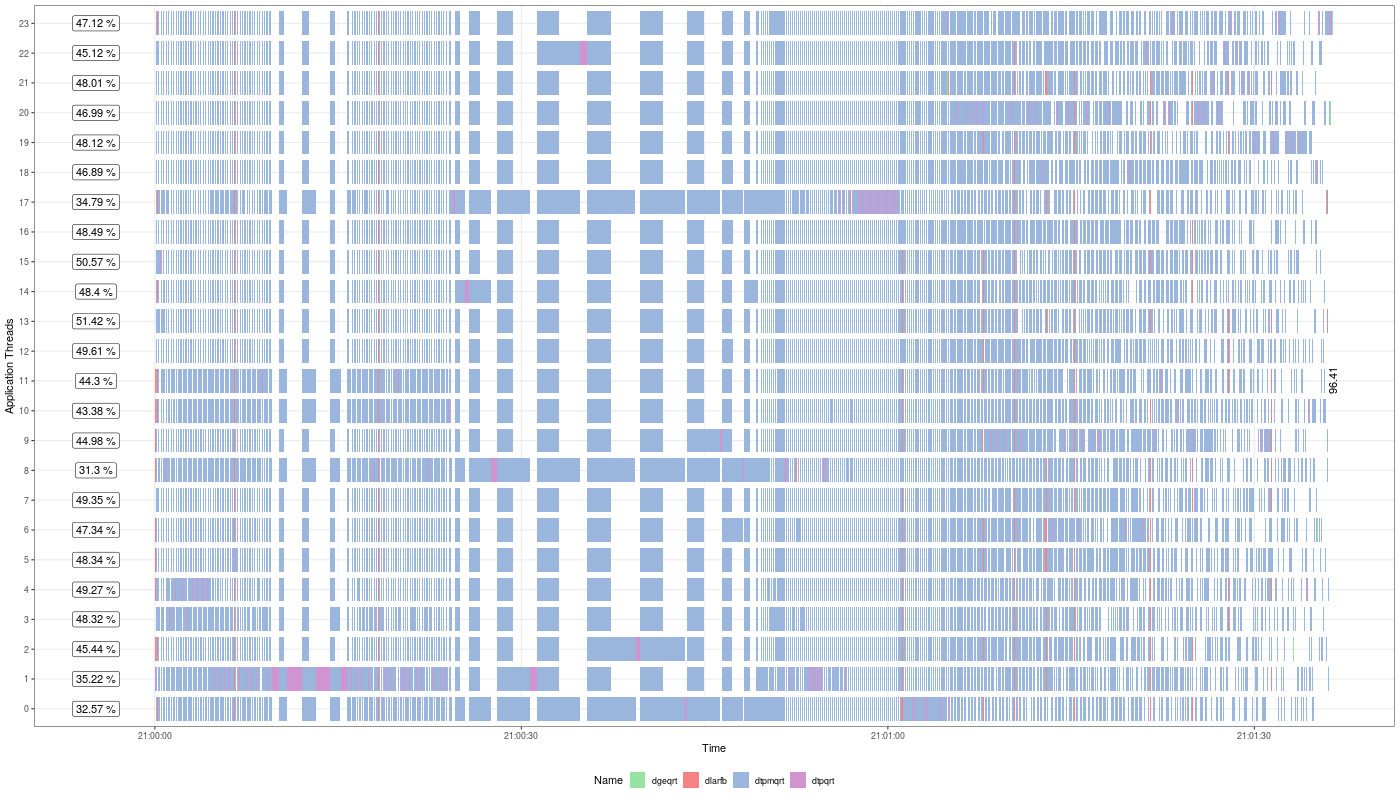 23 47.12 %
22 45.12 %
21 48.01 %
20 46.99 %
19 48.12 %
18 46.89 %
17 34.79 %
16 48.49 %
15 50.57 %
14 48.4 %
13 51.42 %
12 49.61 %
11 44.3 %
10 43.38 %
9 44.98 %
8 31.3 %
7 49.35 %
6 47.34 %
5 48.34 %
4 49.27 %
3 48.32 %
2 45.44 %
1 35.22 %
0 32.57 %
Application Threads
96.41
21:00:00 21:00:30 21:01:00 21:01:30
Time
Name dgeqrt dlarfb dtpmqrt dtpqrt